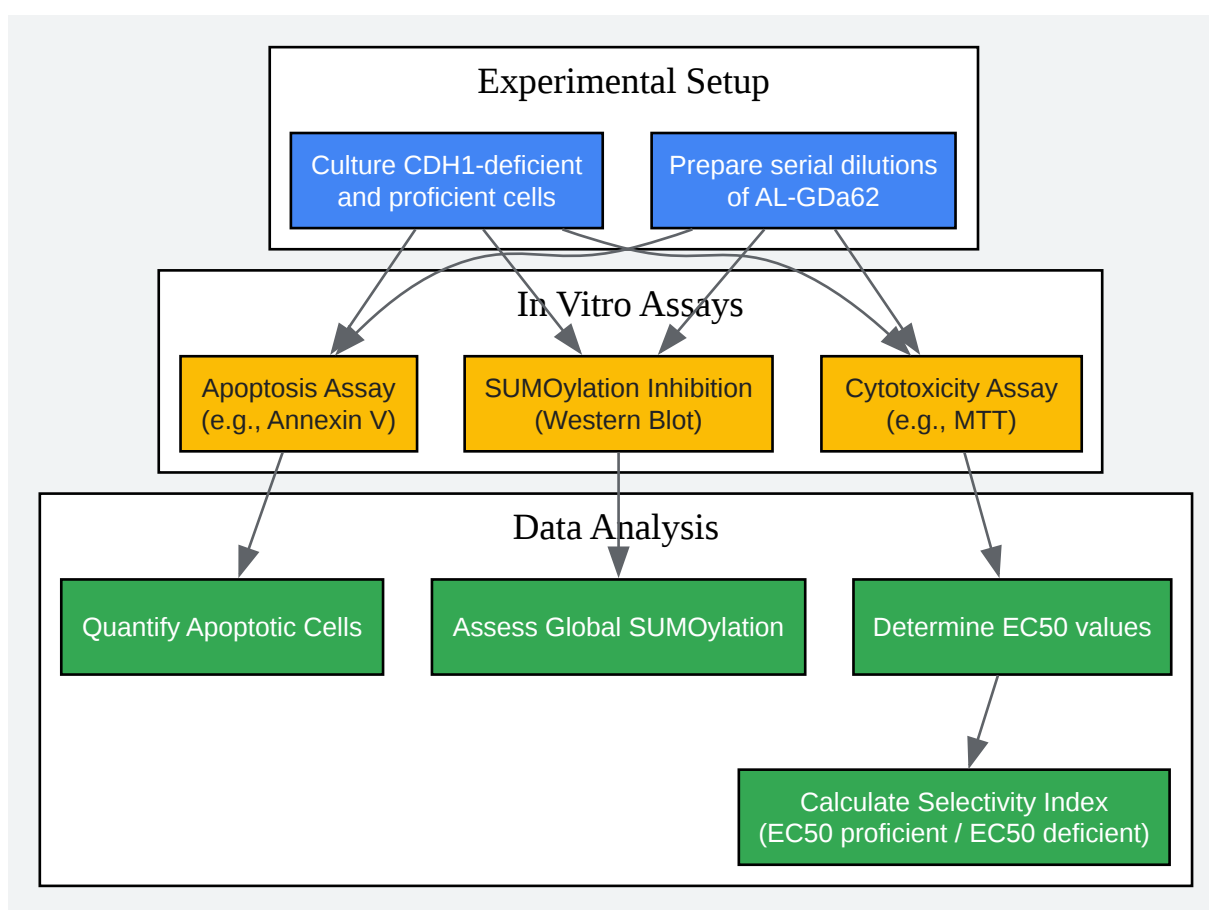 Experimental Setup
Culture CDH1-deficient
and proficient cells
Prepare serial dilutions
of AL-GDa62
In Vitro Assays
Apoptosis Assay
(e.g., Annexin V)
SUMOylation Inhibition
(Western Blot)
Cytotoxicity Assay
(e.g., MTT)
Data Analysis
Quantify Apoptotic Cells
Assess Global SUMOylation
Determine EC50 values
Calculate Selectivity Index
(EC50 proficient / EC50 deficient)